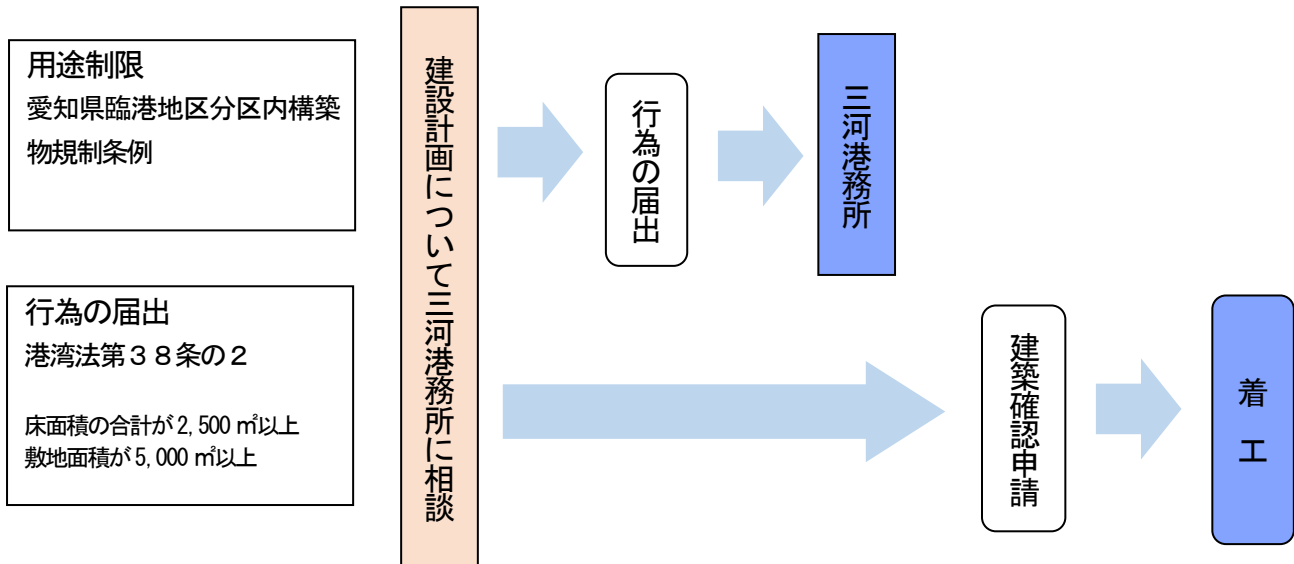 用途制限
愛知県臨港地区分区内構築
物規制条例
行為の届出
港湾法第３８条の２
床面積の合計が2,500㎡以上
敷地面積が5,000㎡以上
建設計画について三河港務所に相談
行為の届出
三河港務所
建築確認申請
着工